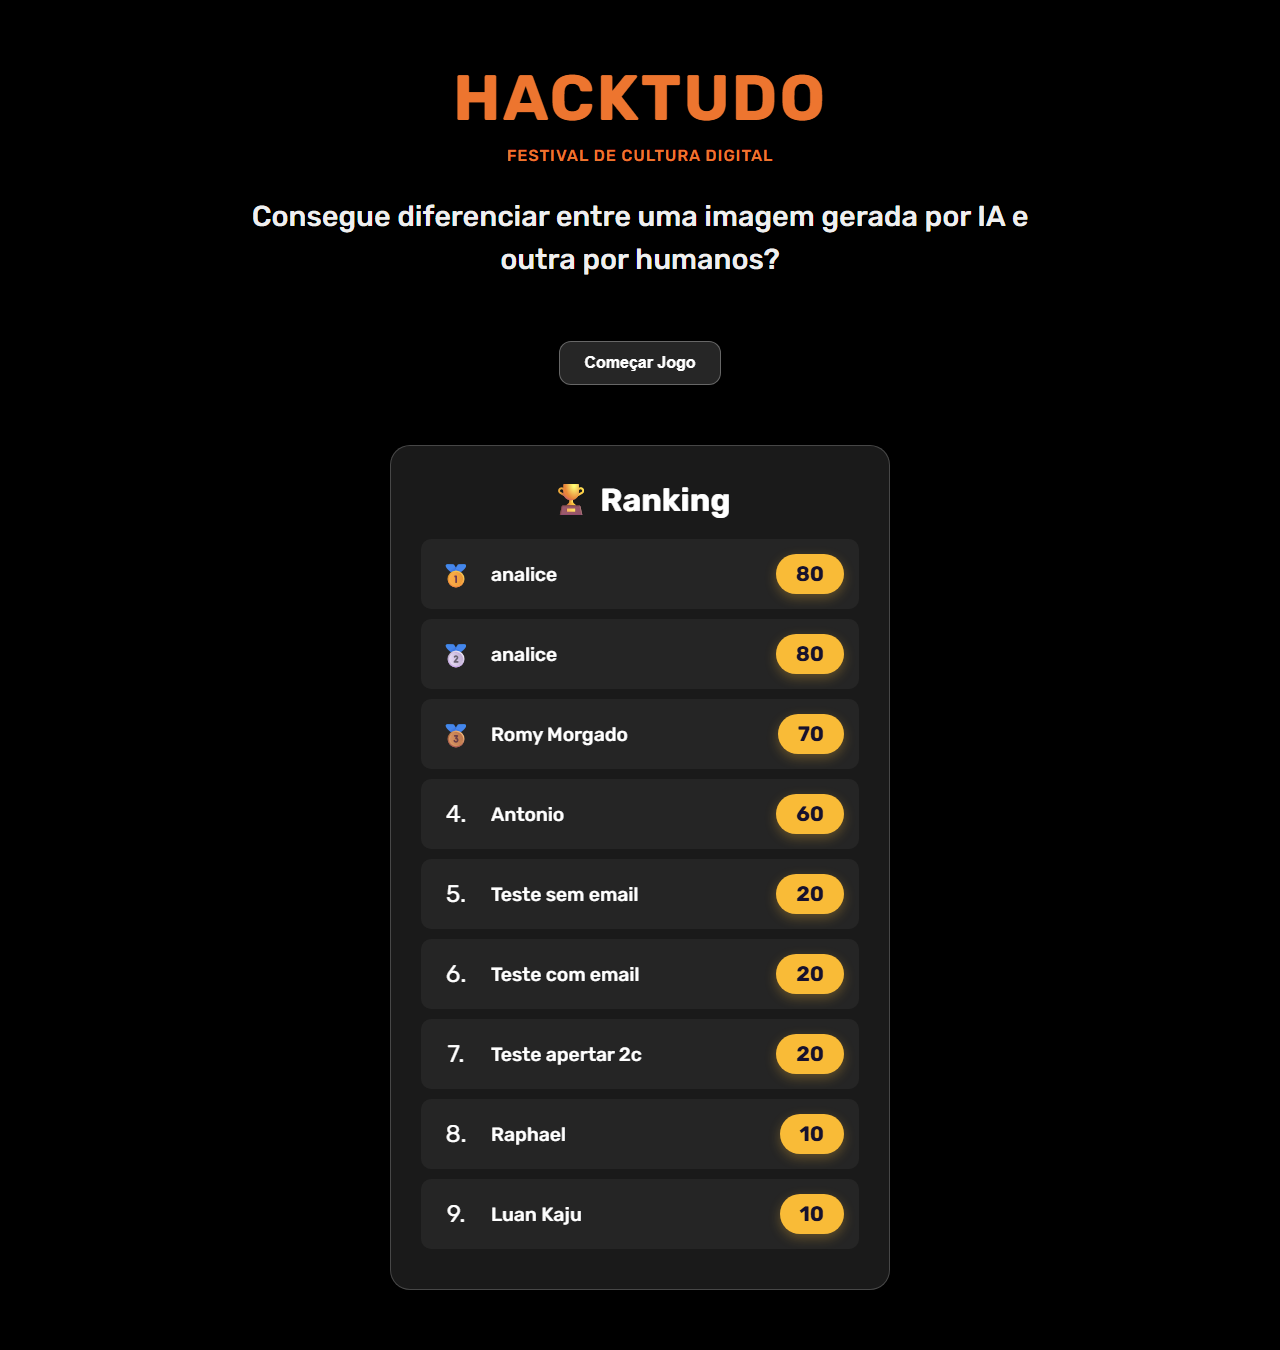 HACKTUDO
FESTIVAL DE CULTURA DIGITAL
Consegue diferenciar entre uma imagem gerada por IA e
outra por humanos?
Começar Jogo
🏆 Ranking
🥇 analice 80
🥈 analice 80
🥉 Romy Morgado 70
4. Antonio 60
5. Teste sem email 20
6. Teste com email 20
7. Teste apertar 2c 20
8. Raphael 10
9. Luan Kaju 10